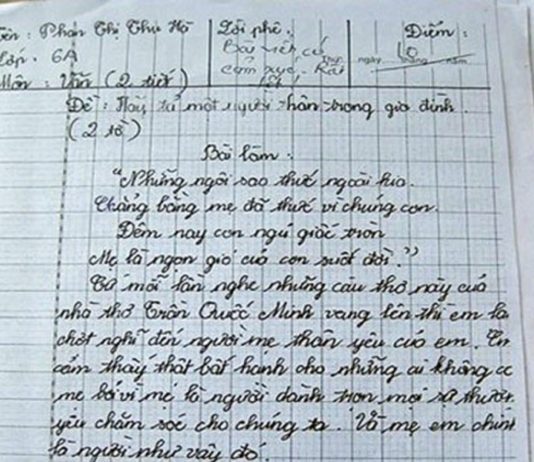 Tên : Phan Thị Thu Hà
Lớp : 6A
Môn : Văn (2 tiết)
Lời phê:
Bài viết có
cảm xúc. Rất
Điểm:
10
ngày tháng năm
Đề: Hãy tả một người thân trong gia đình.
(2 tờ)
Bài làm:
"Những ngôi sao thức ngoài kia
Chẳng bằng mẹ đã thức vì chúng con.
Đêm nay con ngủ giấc tròn
Mẹ là ngọn gió của con suốt đời."
Cứ mỗi lần nghe những câu thơ này của
nhà thơ Trần Quốc Minh vang lên thì em lại
chợt nghĩ đến người mẹ thân yêu của em. Em
cảm thấy thật bất hạnh cho những ai không có
mẹ bởi vì mẹ là người dành trọn mọi sự thương
yêu chăm sóc cho chúng ta. Và mẹ em chính
là người như vậy đó.